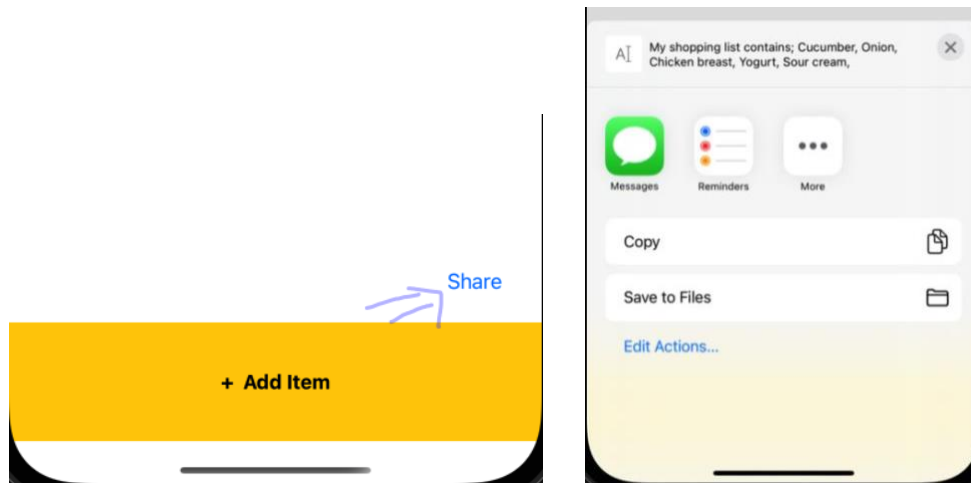 Share
+ Add Item
My shopping list contains; Cucumber, Onion,
Chicken breast, Yogurt, Sour cream,
Messages
Reminders
More
Copy
Save to Files
Edit Actions...